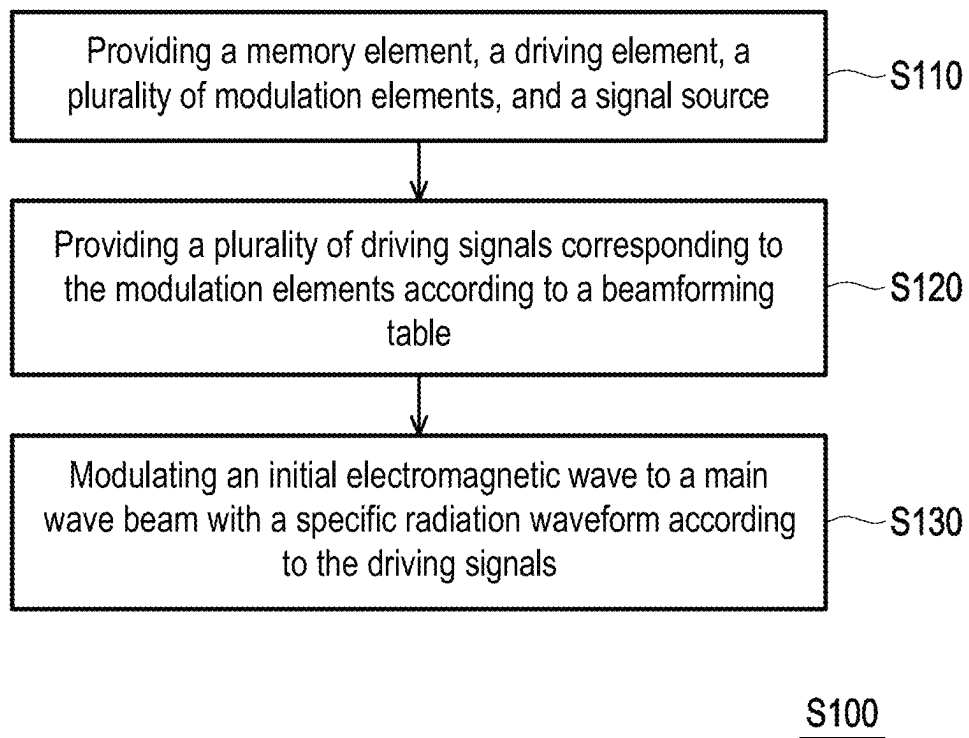 Providing a memory element, a driving element, a
plurality of modulation elements, and a signal source
S110
Providing a plurality of driving signals corresponding to
the modulation elements according to a beamforming
table
S120
Modulating an initial electromagnetic wave to a main
wave beam with a specific radiation waveform according
to the driving signals
S130
S100